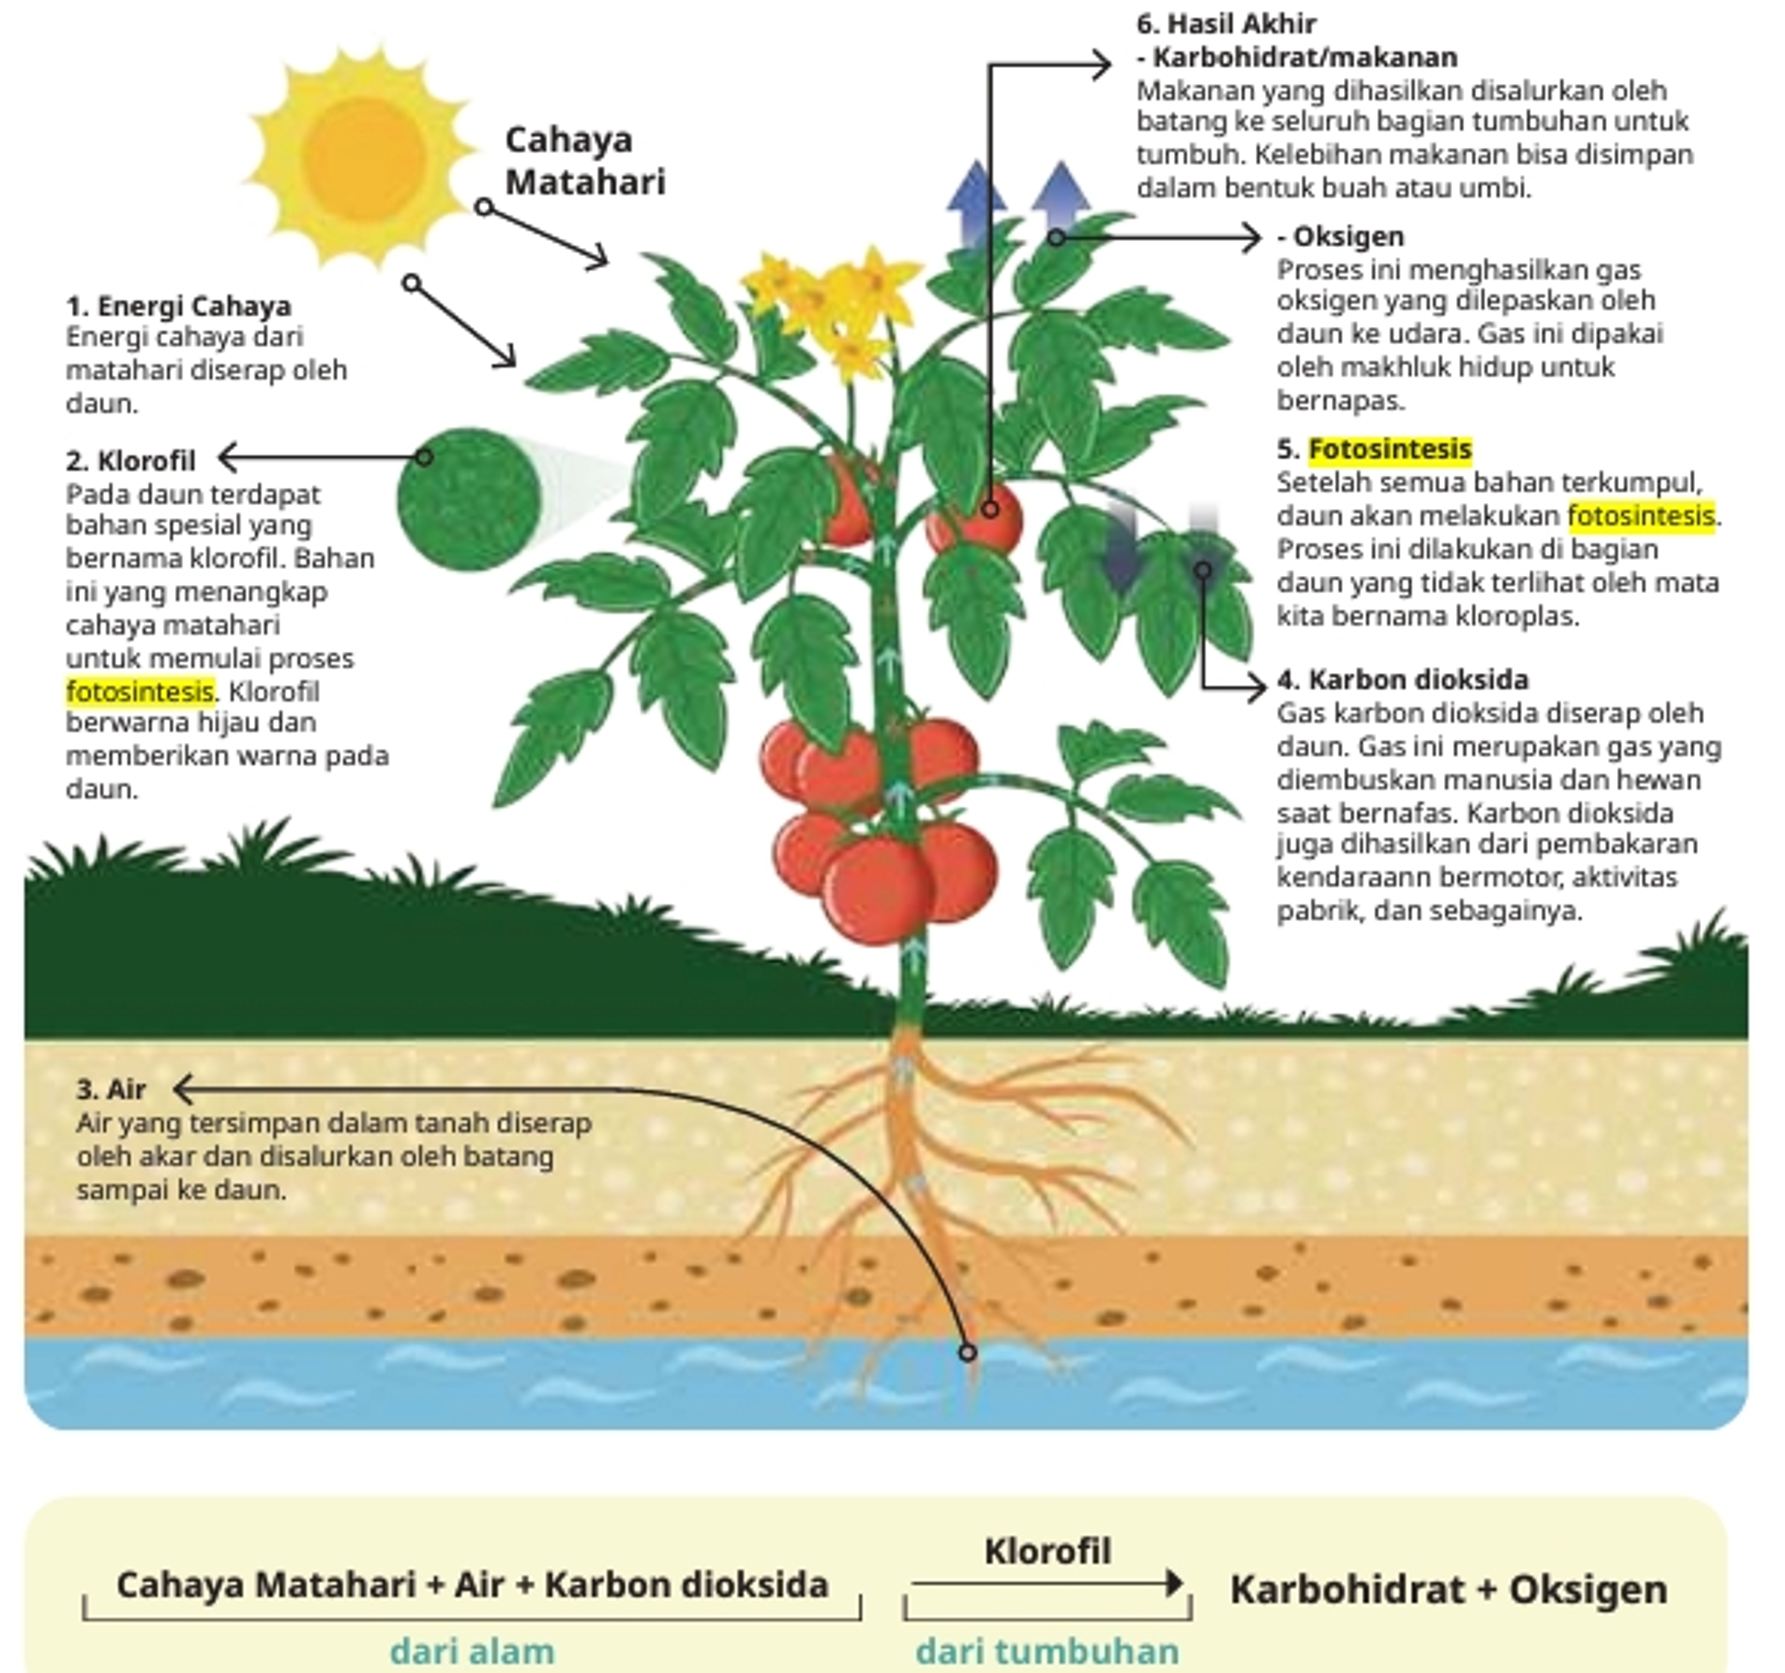 Cahaya
Matahari
1. Energi Cahaya
Energi cahaya dari
matahari diserap oleh
daun.
2. Klorofil
Pada daun terdapat
bahan spesial yang
bernama klorofil. Bahan
ini yang menangkap
cahaya matahari
untuk memulai proses
fotosintesis. Klorofil
berwarna hijau dan
memberikan warna pada
daun.
3. Air
Air yang tersimpan dalam tanah diserap
oleh akar dan disalurkan oleh batang
sampai ke daun.
6. Hasil Akhir
- Karbohidrat/makanan
Makanan yang dihasilkan disalurkan oleh
batang ke seluruh bagian tumbuhan untuk
tumbuh. Kelebihan makanan bisa disimpan
dalam bentuk buah atau umbi.
- Oksigen
Proses ini menghasilkan gas
oksigen yang dilepaskan oleh
daun ke udara. Gas ini dipakai
oleh makhluk hidup untuk
bernapas.
5. Fotosintesis
Setelah semua bahan terkumpul,
daun akan melakukan fotosintesis.
Proses ini dilakukan di bagian
daun yang tidak terlihat oleh mata
kita bernama kloroplas.
4. Karbon dioksida
Gas karbon dioksida diserap oleh
daun. Gas ini merupakan gas yang
diembuskan manusia dan hewan
saat bernafas. Karbon dioksida
juga dihasilkan dari pembakaran
kendaraann bermotor, aktivitas
pabrik, dan sebagainya.
Klorofil
Cahaya Matahari + Air + Karbon dioksida
Karbohidrat + Oksigen
dari alam
dari tumbuhan